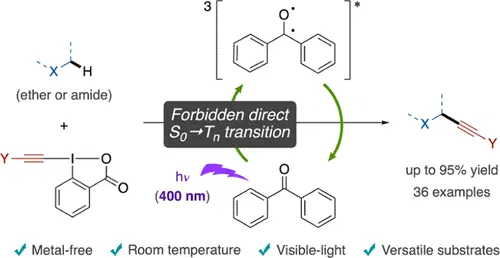 3
*
O
X H
(ether or amide)
+
Y I O
O
Forbidden direct
S0→Tn transition
hν
(400 nm)
O
X
Y
up to 95% yield
36 examples
✔ Metal-free ✔ Room temperature ✔ Visible-light ✔ Versatile substrates